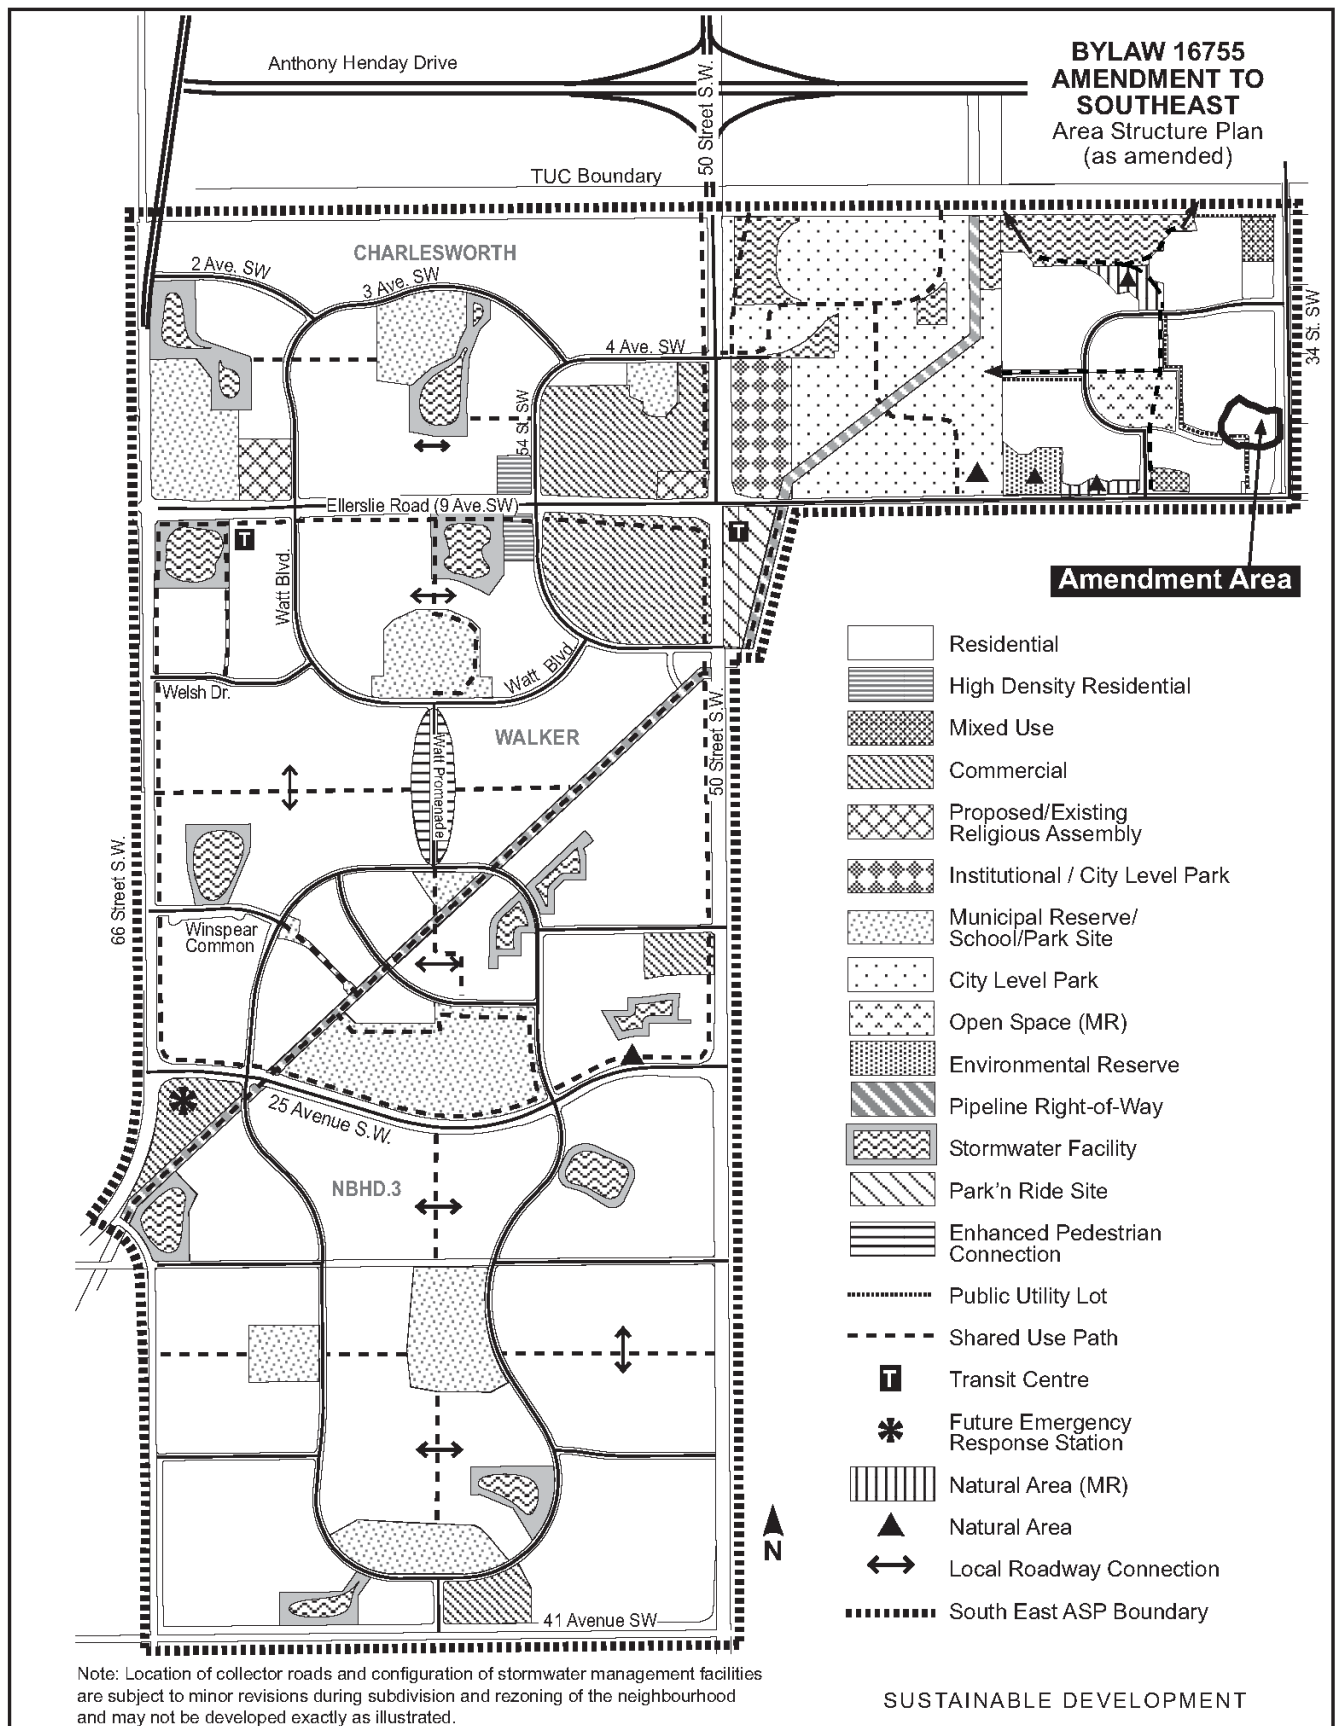 BYLAW 16755
AMENDMENT TO
SOUTHEAST
Area Structure Plan
(as amended)
Anthony Henday Drive
50 Street S.W.
TUC Boundary
CHARLESWORTH
2 Ave. SW
3 Ave. SW
4 Ave. SW
34 St. SW
54 St. SW
Ellerslie Road (9 Ave.SW)
T
T
Watt Blvd.
Amendment Area
Welsh Dr.
Watt Blvd
WALKER
50 Street S.W.
Watt Promenade
66 Street S.W.
Winspear
Common
25 Avenue S.W.
NBHD.3
41 Avenue SW
Residential
High Density Residential
Mixed Use
Commercial
Proposed/Existing
Religious Assembly
Institutional / City Level Park
Municipal Reserve/
School/Park Site
City Level Park
Open Space (MR)
Environmental Reserve
Pipeline Right-of-Way
Stormwater Facility
Park'n Ride Site
Enhanced Pedestrian
Connection
Public Utility Lot
Shared Use Path
T Transit Centre
Future Emergency
Response Station
Natural Area (MR)
Natural Area
Local Roadway Connection
South East ASP Boundary
N
Note: Location of collector roads and configuration of stormwater management facilities
are subject to minor revisions during subdivision and rezoning of the neighbourhood
and may not be developed exactly as illustrated.
SUSTAINABLE DEVELOPMENT